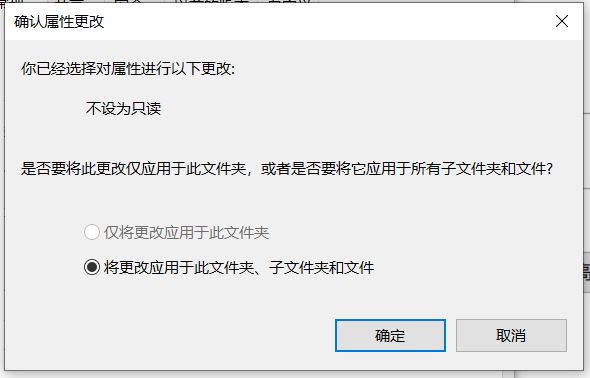 确认属性更改
你已经选择对属性进行以下更改:
不设为只读
是否要将此更改仅应用于此文件夹，或者是否要将它应用于所有子文件夹和文件?
仅将更改应用于此文件夹
将更改应用于此文件夹、子文件夹和文件
确定
取消